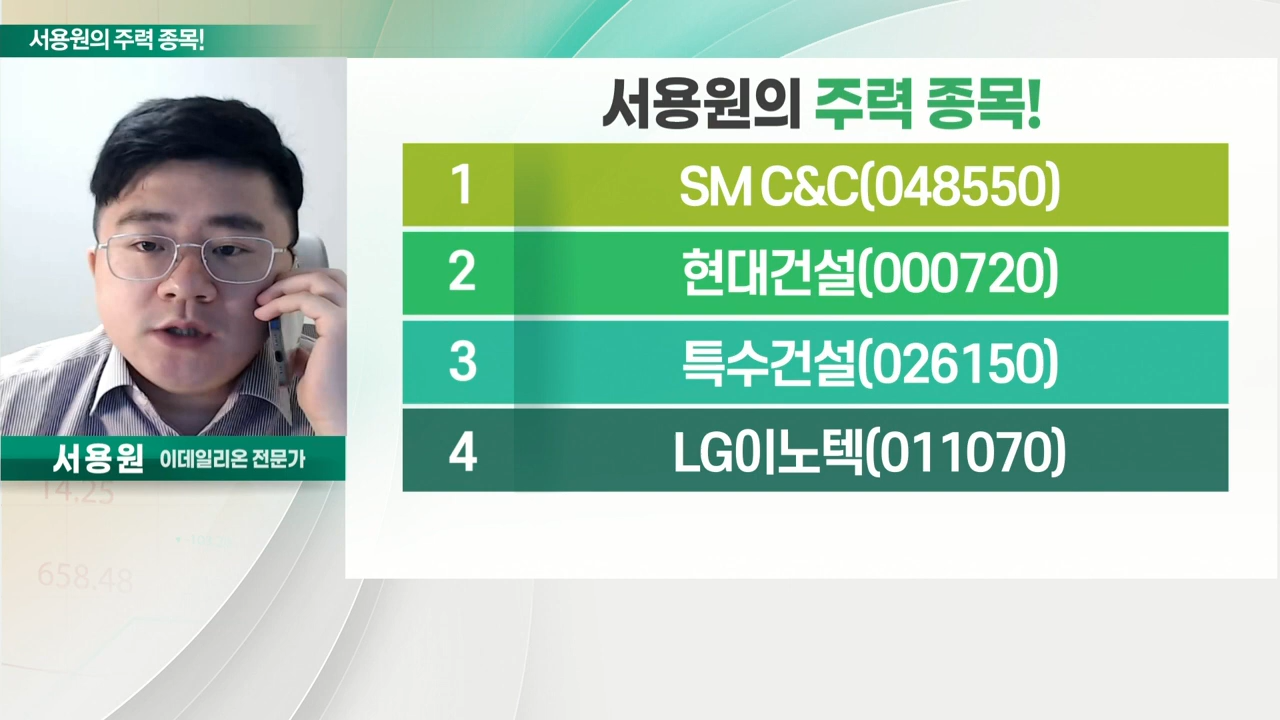 서용원의 주력 종목!
서용원의 주력 종목!
1 SM C&C(048550)
2 현대건설(000720)
3 특수건설(026150)
4 LG이노텍(011070)
서용원 이데일리온 전문가
14.25
658.48